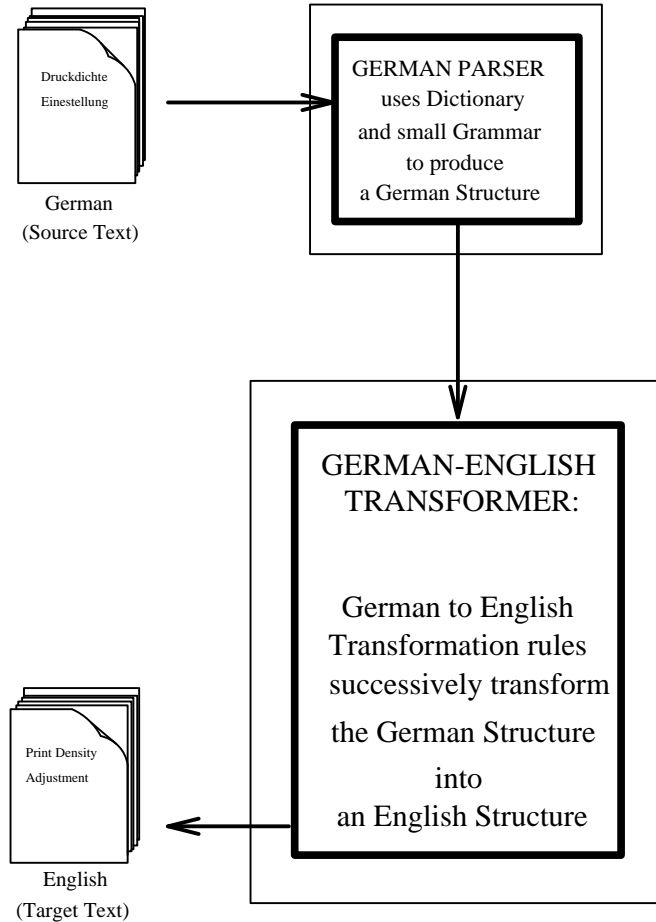 Druckdichte
Einestellung
German
(Source Text)
GERMAN PARSER
uses Dictionary
and small Grammar
to produce
a German Structure
GERMAN-ENGLISH
TRANSFORMER:
German to English
Transformation rules
successively transform
the German Structure
into
an English Structure
Print Density
Adjustment
English
(Target Text)